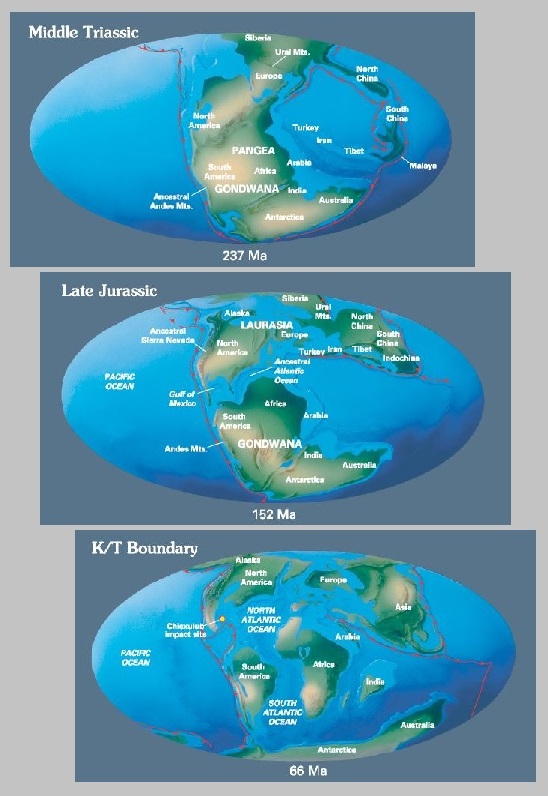 Middle Triassic
Siberia
Ural Mts.
Europe
North
China
North
America
South
China
Turkey
Iran
Tibet
PANGEA
Arabia
Malaya
South
America
Africa
GONDWANA
India
Ancestral
Andes Mts.
Australia
Antarctica
237 Ma
Late Jurassic
Siberia
Ural
Mts.
Alaska
LAURASIA
North
China
Ancestral
Sierra Nevada
Europe
South
China
North
America
Turkey
Iran
Tibet
Indochina
Ancestral
Atlantic
Ocean
PACIFIC
OCEAN
Gulf of
Mexico
Africa
Arabia
South
America
Andes Mts.
GONDWANA
India
Australia
Antarctica
152 Ma
K/T Boundary
Alaska
North
America
Europe
Asia
NORTH
ATLANTIC
OCEAN
Chicxulub
impact site
Arabia
PACIFIC
OCEAN
South
America
Africa
India
SOUTH
ATLANTIC
OCEAN
Australia
Antarctica
66 Ma